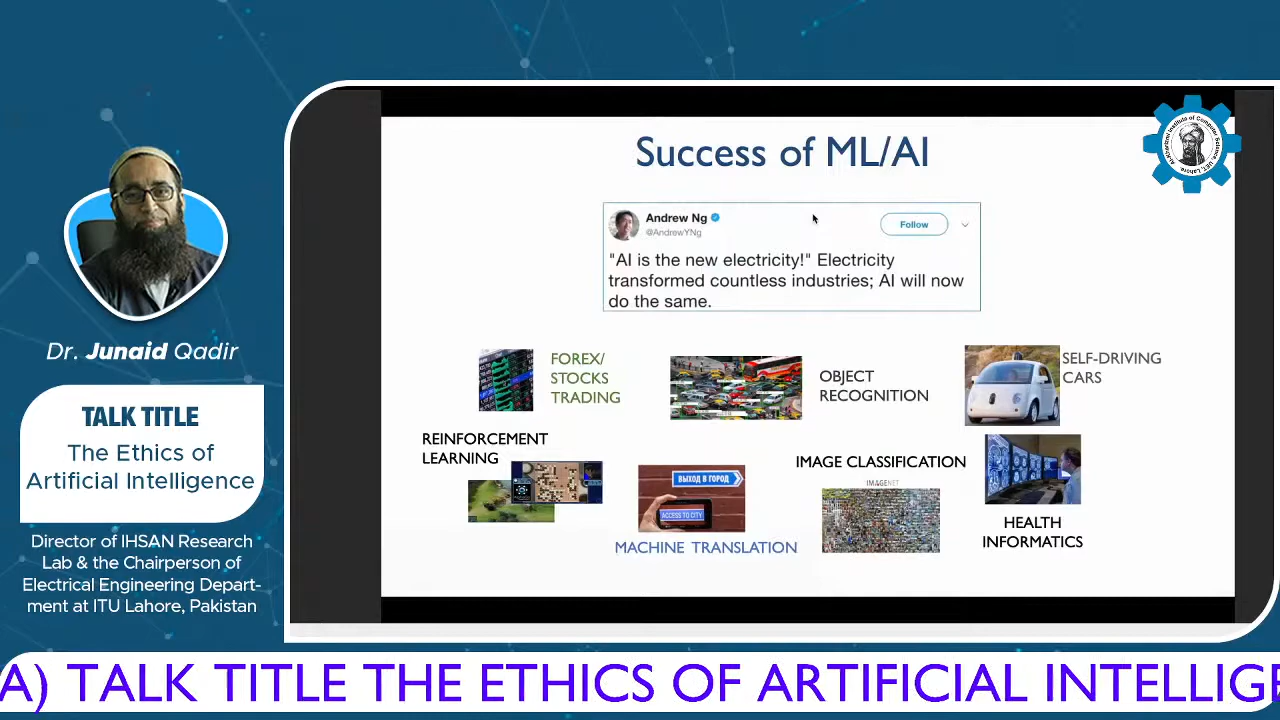 Success of ML/AI
Andrew Ng
@AndrewYNg
Follow
"AI is the new electricity!" Electricity
transformed countless industries; AI will now
do the same.
FOREX/
STOCKS
TRADING
OBJECT
RECOGNITION
SELF-DRIVING
CARS
REINFORCEMENT
LEARNING
ВЫХОД В ГОРОД
ACCESS TO CITY
MACHINE TRANSLATION
IMAGE CLASSIFICATION
IMAGENET
HEALTH
INFORMATICS
Dr. Junaid Qadir
TALK TITLE
The Ethics of
Artificial Intelligence
Director of IHSAN Research
Lab & the Chairperson of
Electrical Engineering Depart-
ment at ITU Lahore, Pakistan
A) TALK TITLE THE ETHICS OF ARTIFICIAL INTELLIGE